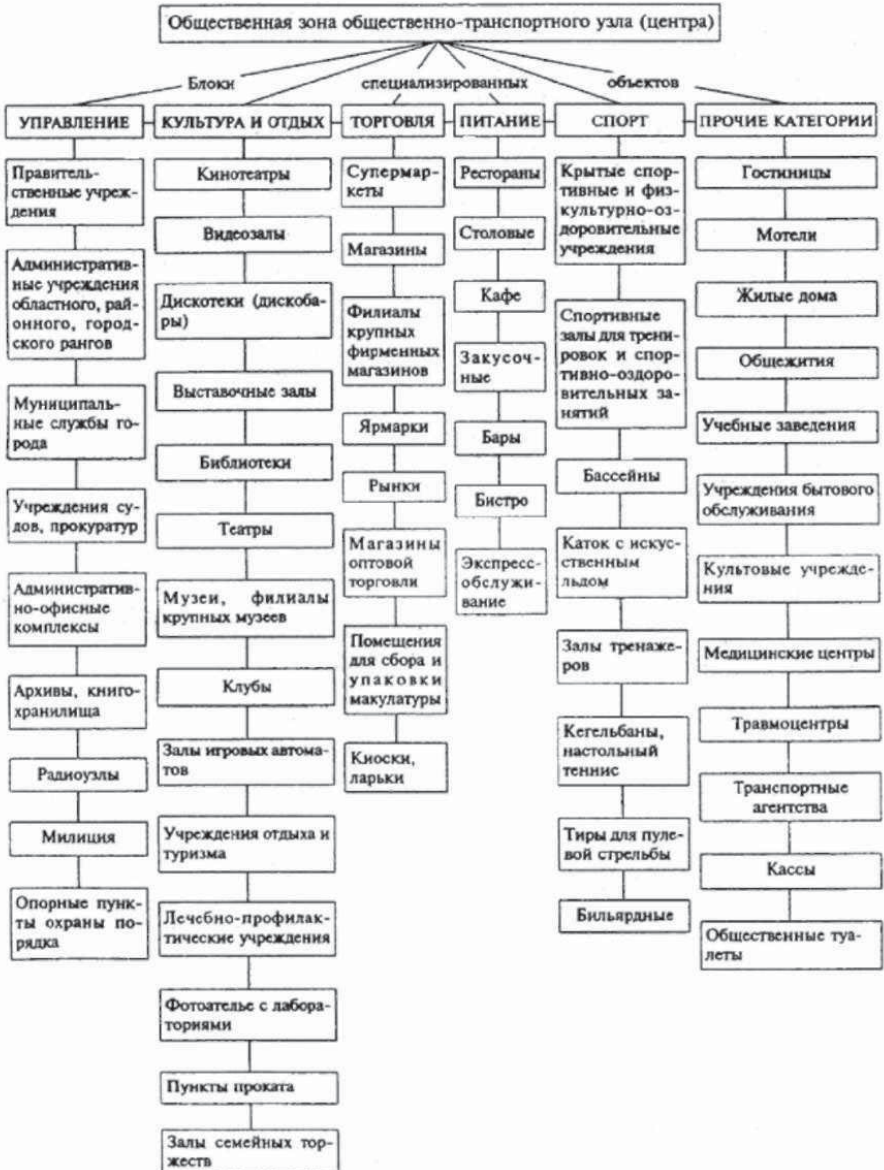 Общественная зона общественно-транспортного узла (центра)
Блоки специализированных объектов
УПРАВЛЕНИЕ
Правитель-
ственные учреж-
дения
Административ-
ные учреждения
областного, рай-
онного, город-
ского рангов
Муниципаль-
ные службы го-
рода
Учреждения су-
дов, прокуратур
Административ-
но-офисные
комплексы
Архивы, книго-
хранилища
Радиоузлы
Милиция
Опорные пунк-
ты охраны по-
рядка
КУЛЬТУРА И ОТДЫХ
Кинотеатры
Видеозалы
Дискотеки (дискоба-
ры)
Выставочные залы
Библиотеки
Театры
Музеи, филиалы
крупных музеев
Клубы
Залы игровых автома-
тов
Учреждения отдыха и
туризма
Лечебно-профилак-
тические учреждения
Фотоателье с лабора-
ториями
Пункты проката
Залы семейных тор-
жеств
ТОРГОВЛЯ
Супермар-
кеты
Магазины
Филиалы
крупных
фирменных
магазинов
Ярмарки
Рынки
Магазины
оптовой
торговли
Помещения
для сбора и
упаковки
макулатуры
Киоски,
ларьки
ПИТАНИЕ
Рестораны
Столовые
Кафе
Закусоч-
ные
Бары
Бистро
Экспресс-
обслужи-
вание
СПОРТ
Крытые спор-
тивные и физ-
культурно-оз-
доровительные
учреждения
Спортивные
залы для трени-
ровок и спор-
тивно-оздоро-
вительных за-
нятий
Бассейны
Каток с искус-
ственным
льдом
Залы тренаже-
ров
Кегельбаны,
настольный
теннис
Тиры для пуле-
вой стрельбы
Бильярдные
ПРОЧИЕ КАТЕГОРИИ
Гостиницы
Мотели
Жилые дома
Общежития
Учебные заведения
Учреждения бытового
обслуживания
Культовые учрежде-
ния
Медицинские центры
Травмоцентры
Транспортные
агентства
Кассы
Общественные туа-
леты